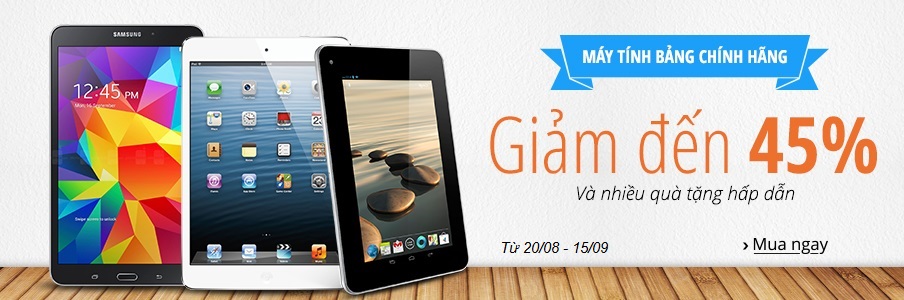 SAMSUNG
12:45 PM
MÁY TÍNH BẢNG CHÍNH HÃNG
Giảm đến 45%
Và nhiều quà tặng hấp dẫn
Từ 20/08 - 15/09
› Mua ngay